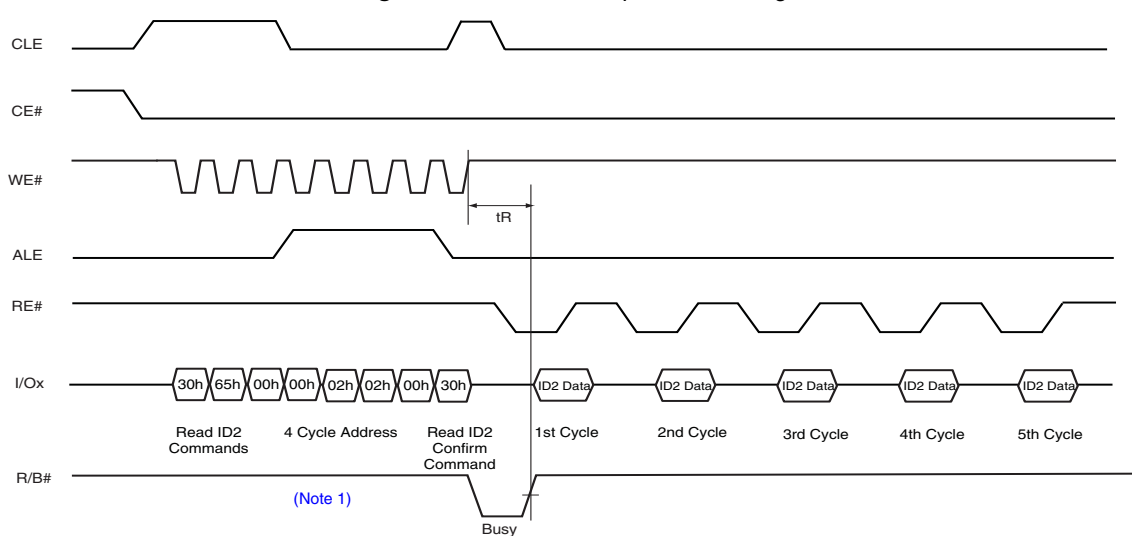 CLE
CE#
WE#
tR
ALE
RE#
I/Ox
30h 65h 00h 00h 02h 02h 00h 30h ID2 Data ID2 Data ID2 Data ID2 Data ID2 Data
Read ID2
Commands
4 Cycle Address
Read ID2
Confirm
Command
1st Cycle
2nd Cycle
3rd Cycle
4th Cycle
5th Cycle
R/B#
(Note 1)
Busy